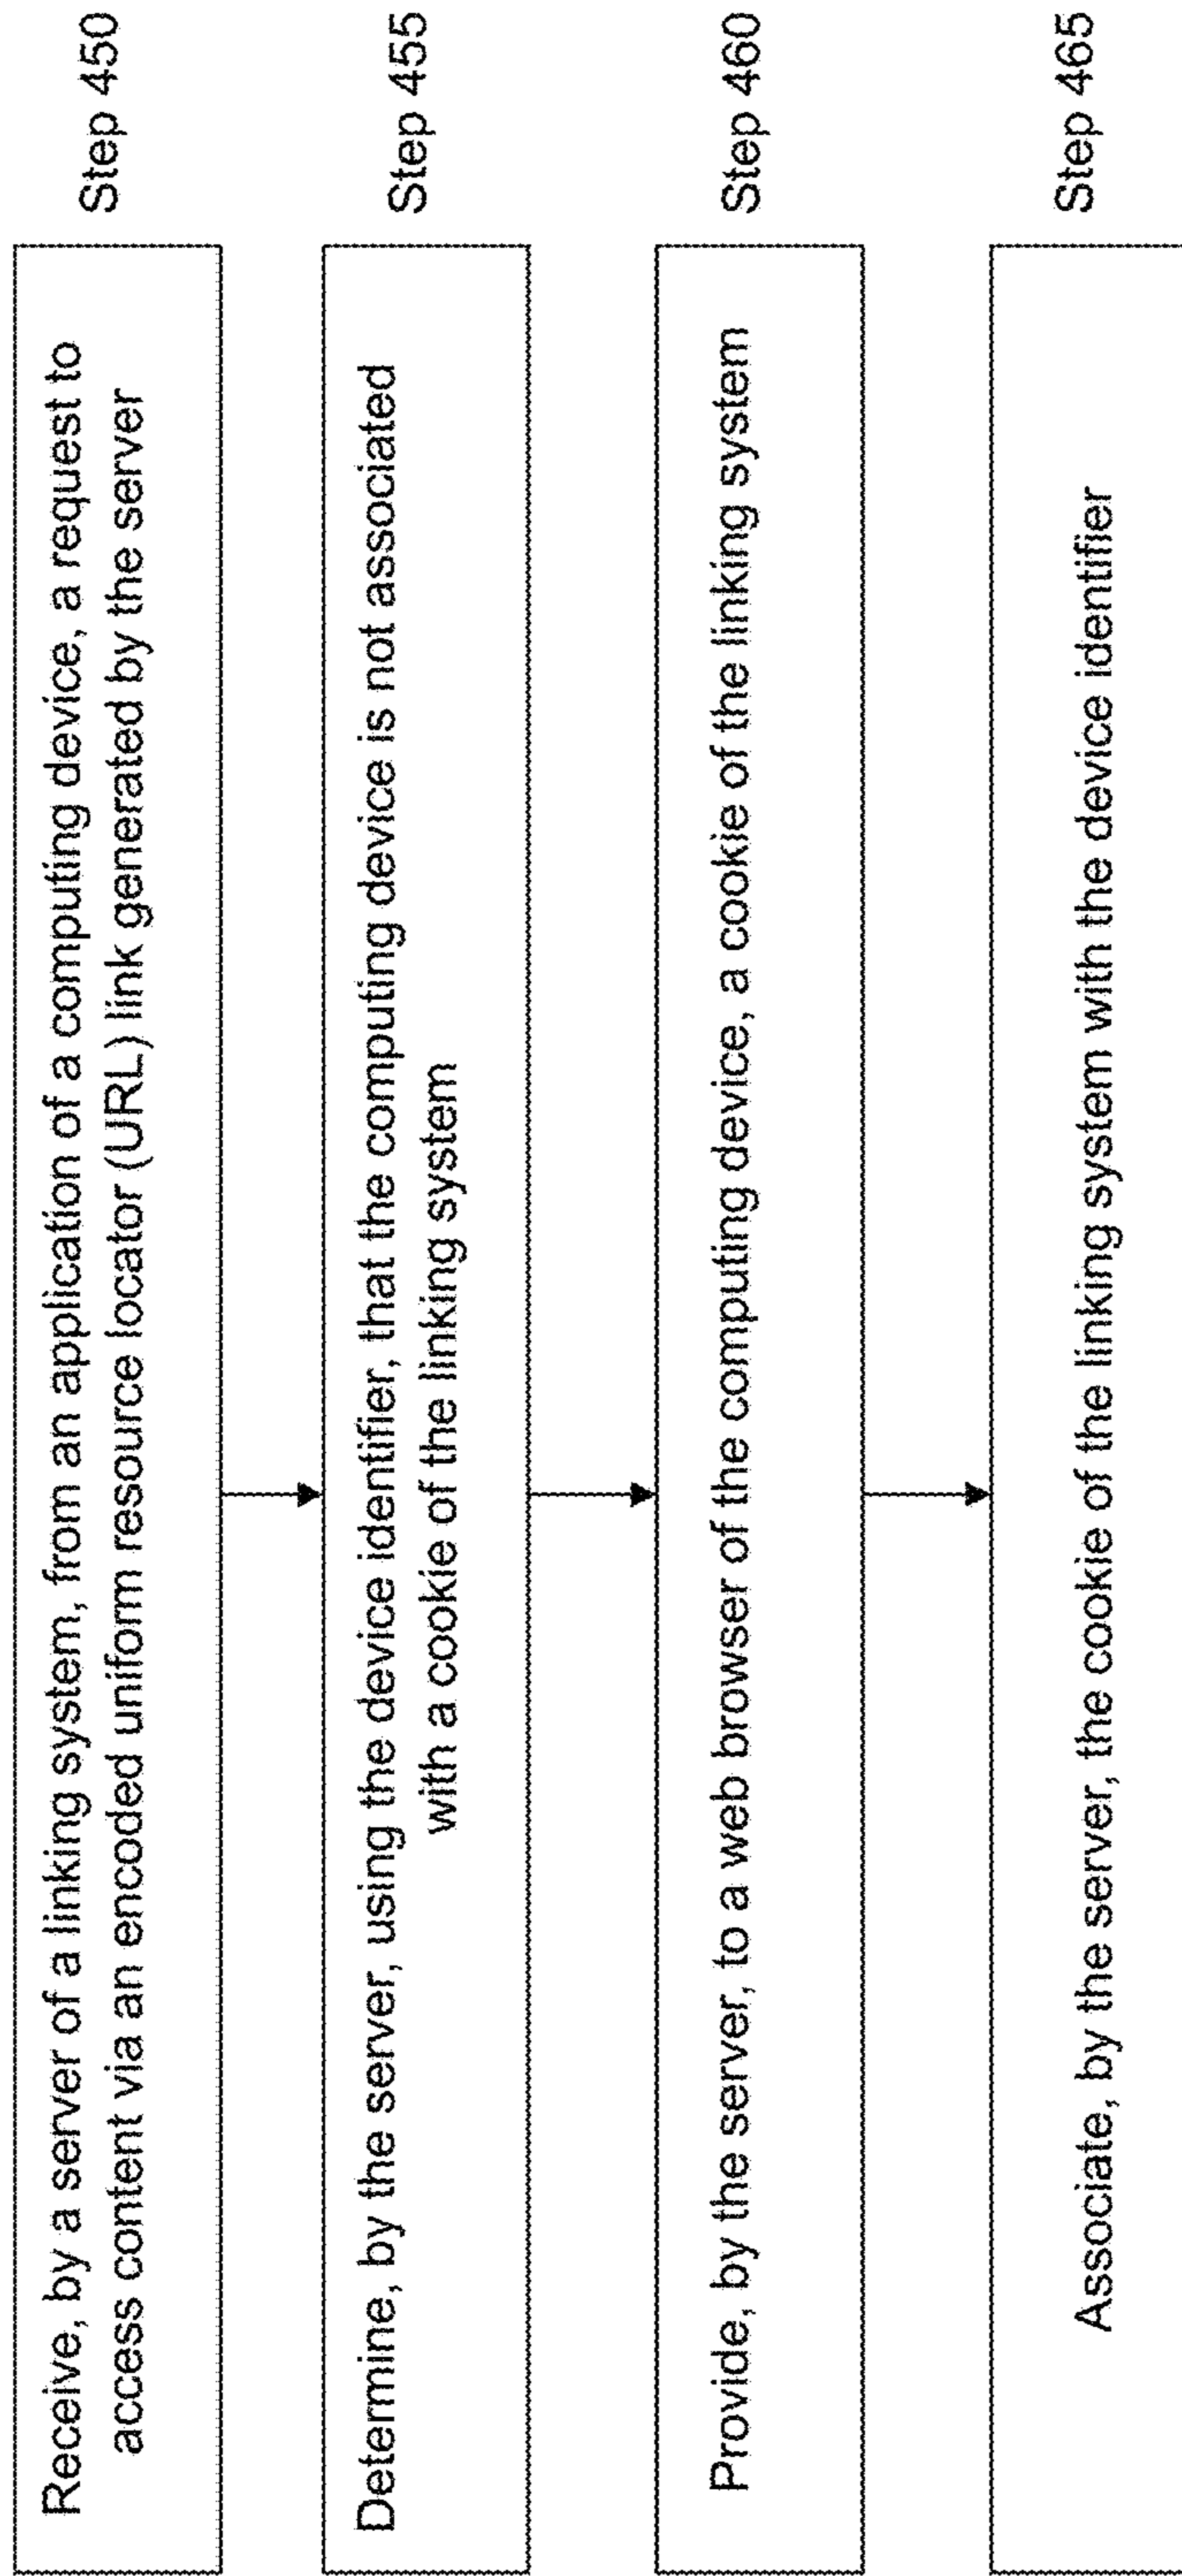 Receive, by a server of a linking system, from an application of a computing device, a request to
access content via an encoded uniform resource locator (URL) link generated by the server
Step 450
Determine, by the server, using the device identifier, that the computing device is not associated
with a cookie of the linking system
Step 455
Provide, by the server, to a web browser of the computing device, a cookie of the linking system
Step 460
Associate, by the server, the cookie of the linking system with the device identifier
Step 465